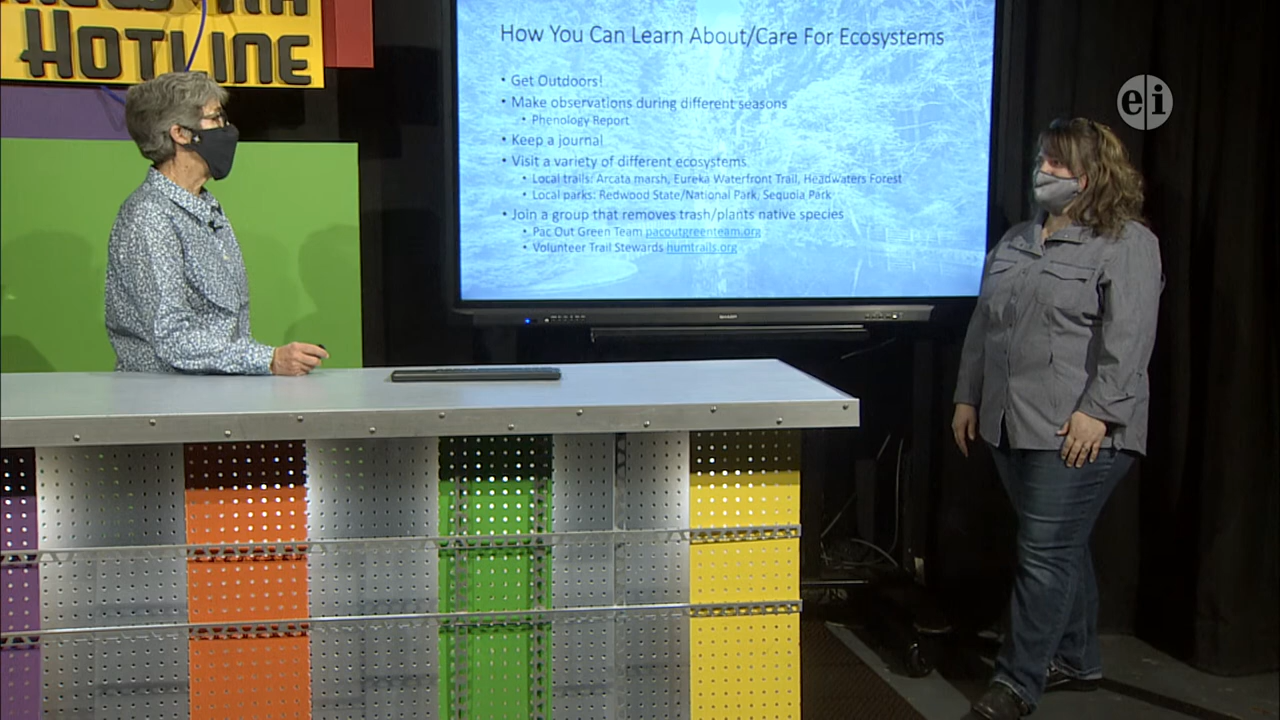 HOTLINE
How You Can Learn About/Care For Ecosystems
• Get Outdoors!
• Make observations during different seasons
• Phenology Report
• Keep a journal
• Visit a variety of different ecosystems
• Local trails: Arcata marsh, Eureka Waterfront Trail, Headwaters Forest
• Local parks: Redwood State/National Park, Sequoia Park
• Join a group that removes trash/plants native species
• Pac Out Green Team pacoutgreenteam.org
• Volunteer Trail Stewards humtrails.org
SHARP
e|i